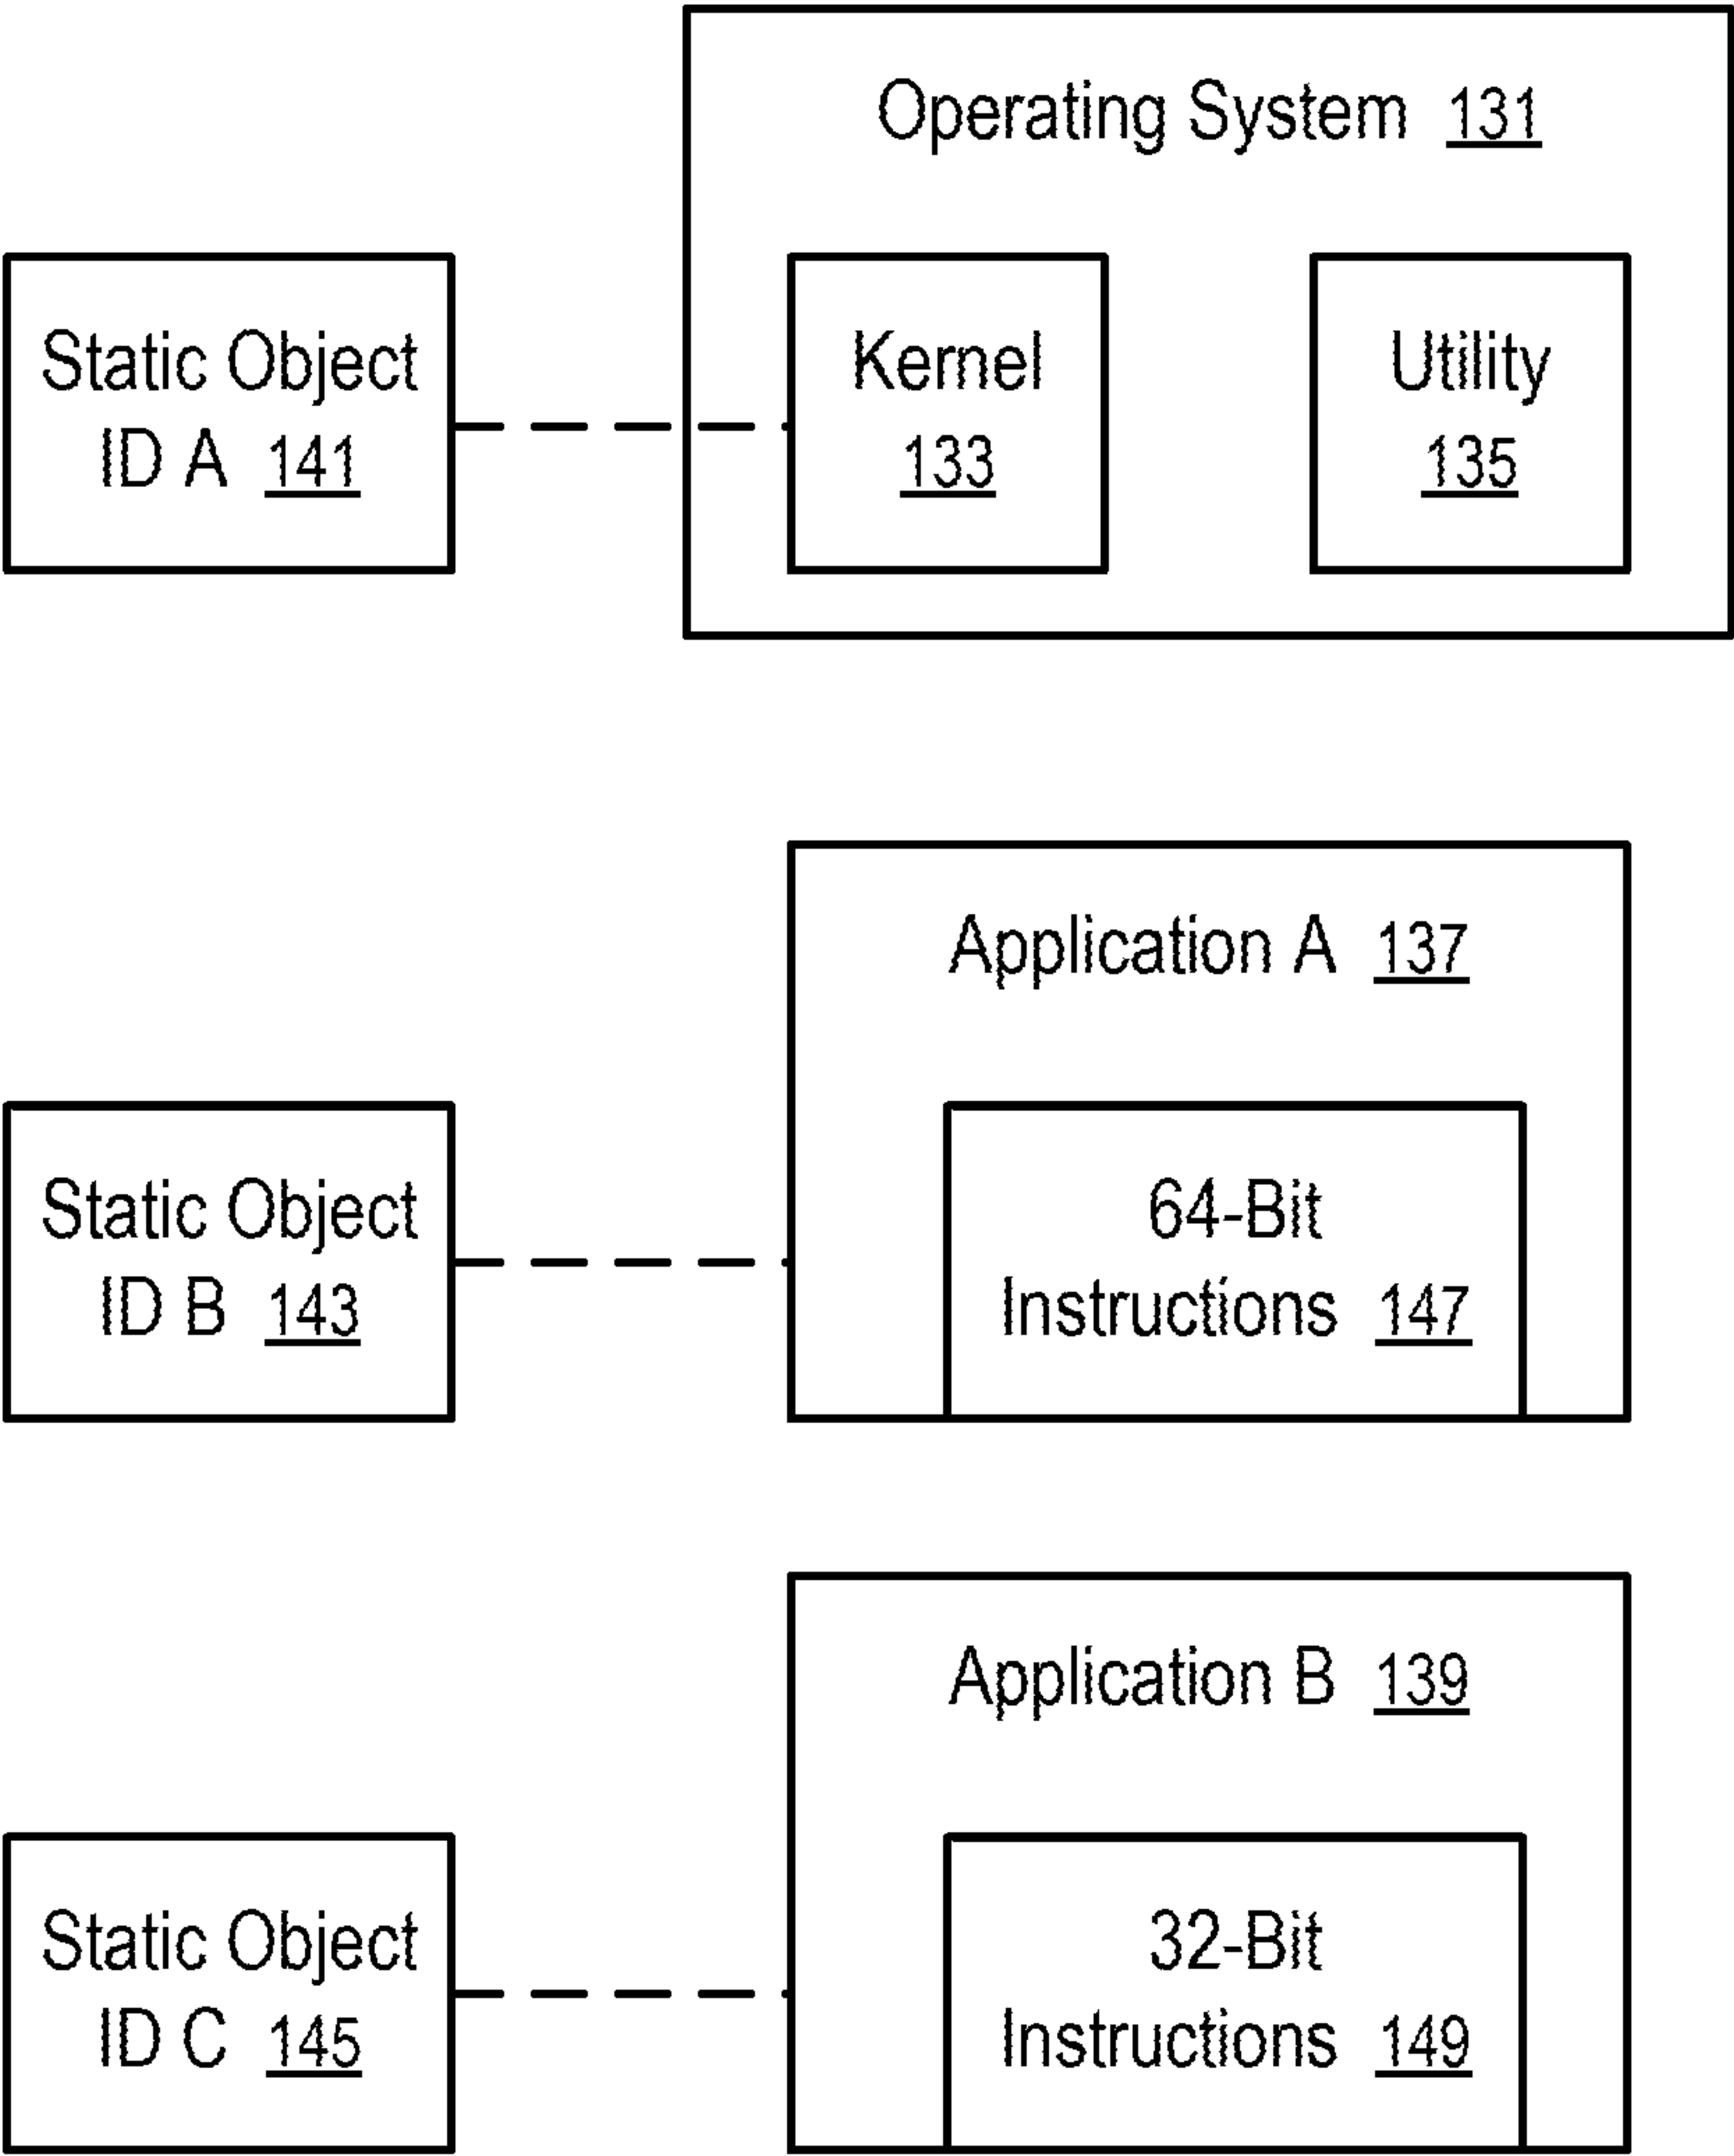 Operating System 131
Static Object
ID A 141
Kernel
133
Utility
135
Application A 137
Static Object
ID B 143
64-Bit
Instructions 147
Application B 139
Static Object
ID C 145
32-Bit
Instructions 149